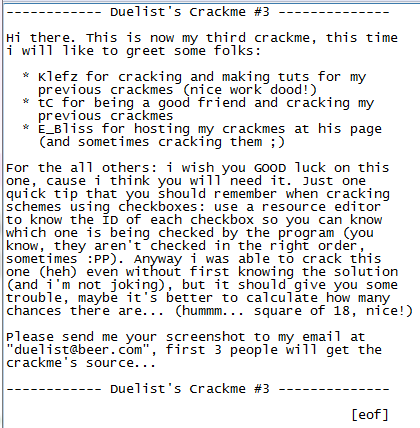 ------------ Duelist's Crackme #3 --------------
Hi there. This is now my third crackme, this time
i will like to greet some folks:
* Klefz for cracking and making tuts for my
previous crackmes (nice work dood!)
* tC for being a good friend and cracking my
previous crackmes
* E_Bliss for hosting my crackmes at his page
(and sometimes cracking them ;)
For the all others: i wish you GOOD luck on this
one, cause i think you will need it. Just one
quick tip that you should remember when cracking
schemes using checkboxes: use a resource editor
to know the ID of each checkbox so you can know
which one is being checked by the program (you
know, they aren't checked in the right order,
sometimes :PP). Anyway i was able to crack this
one (heh) even without first knowing the solution
(and i'm not joking), but it should give you some
trouble, maybe it's better to calculate how many
chances there are... (hummm... square of 18, nice!)
Please send me your screenshot to my email at
"duelist@beer.com", first 3 people will get the
crackme's source...
------------ Duelist's Crackme #3 --------------
[eof]